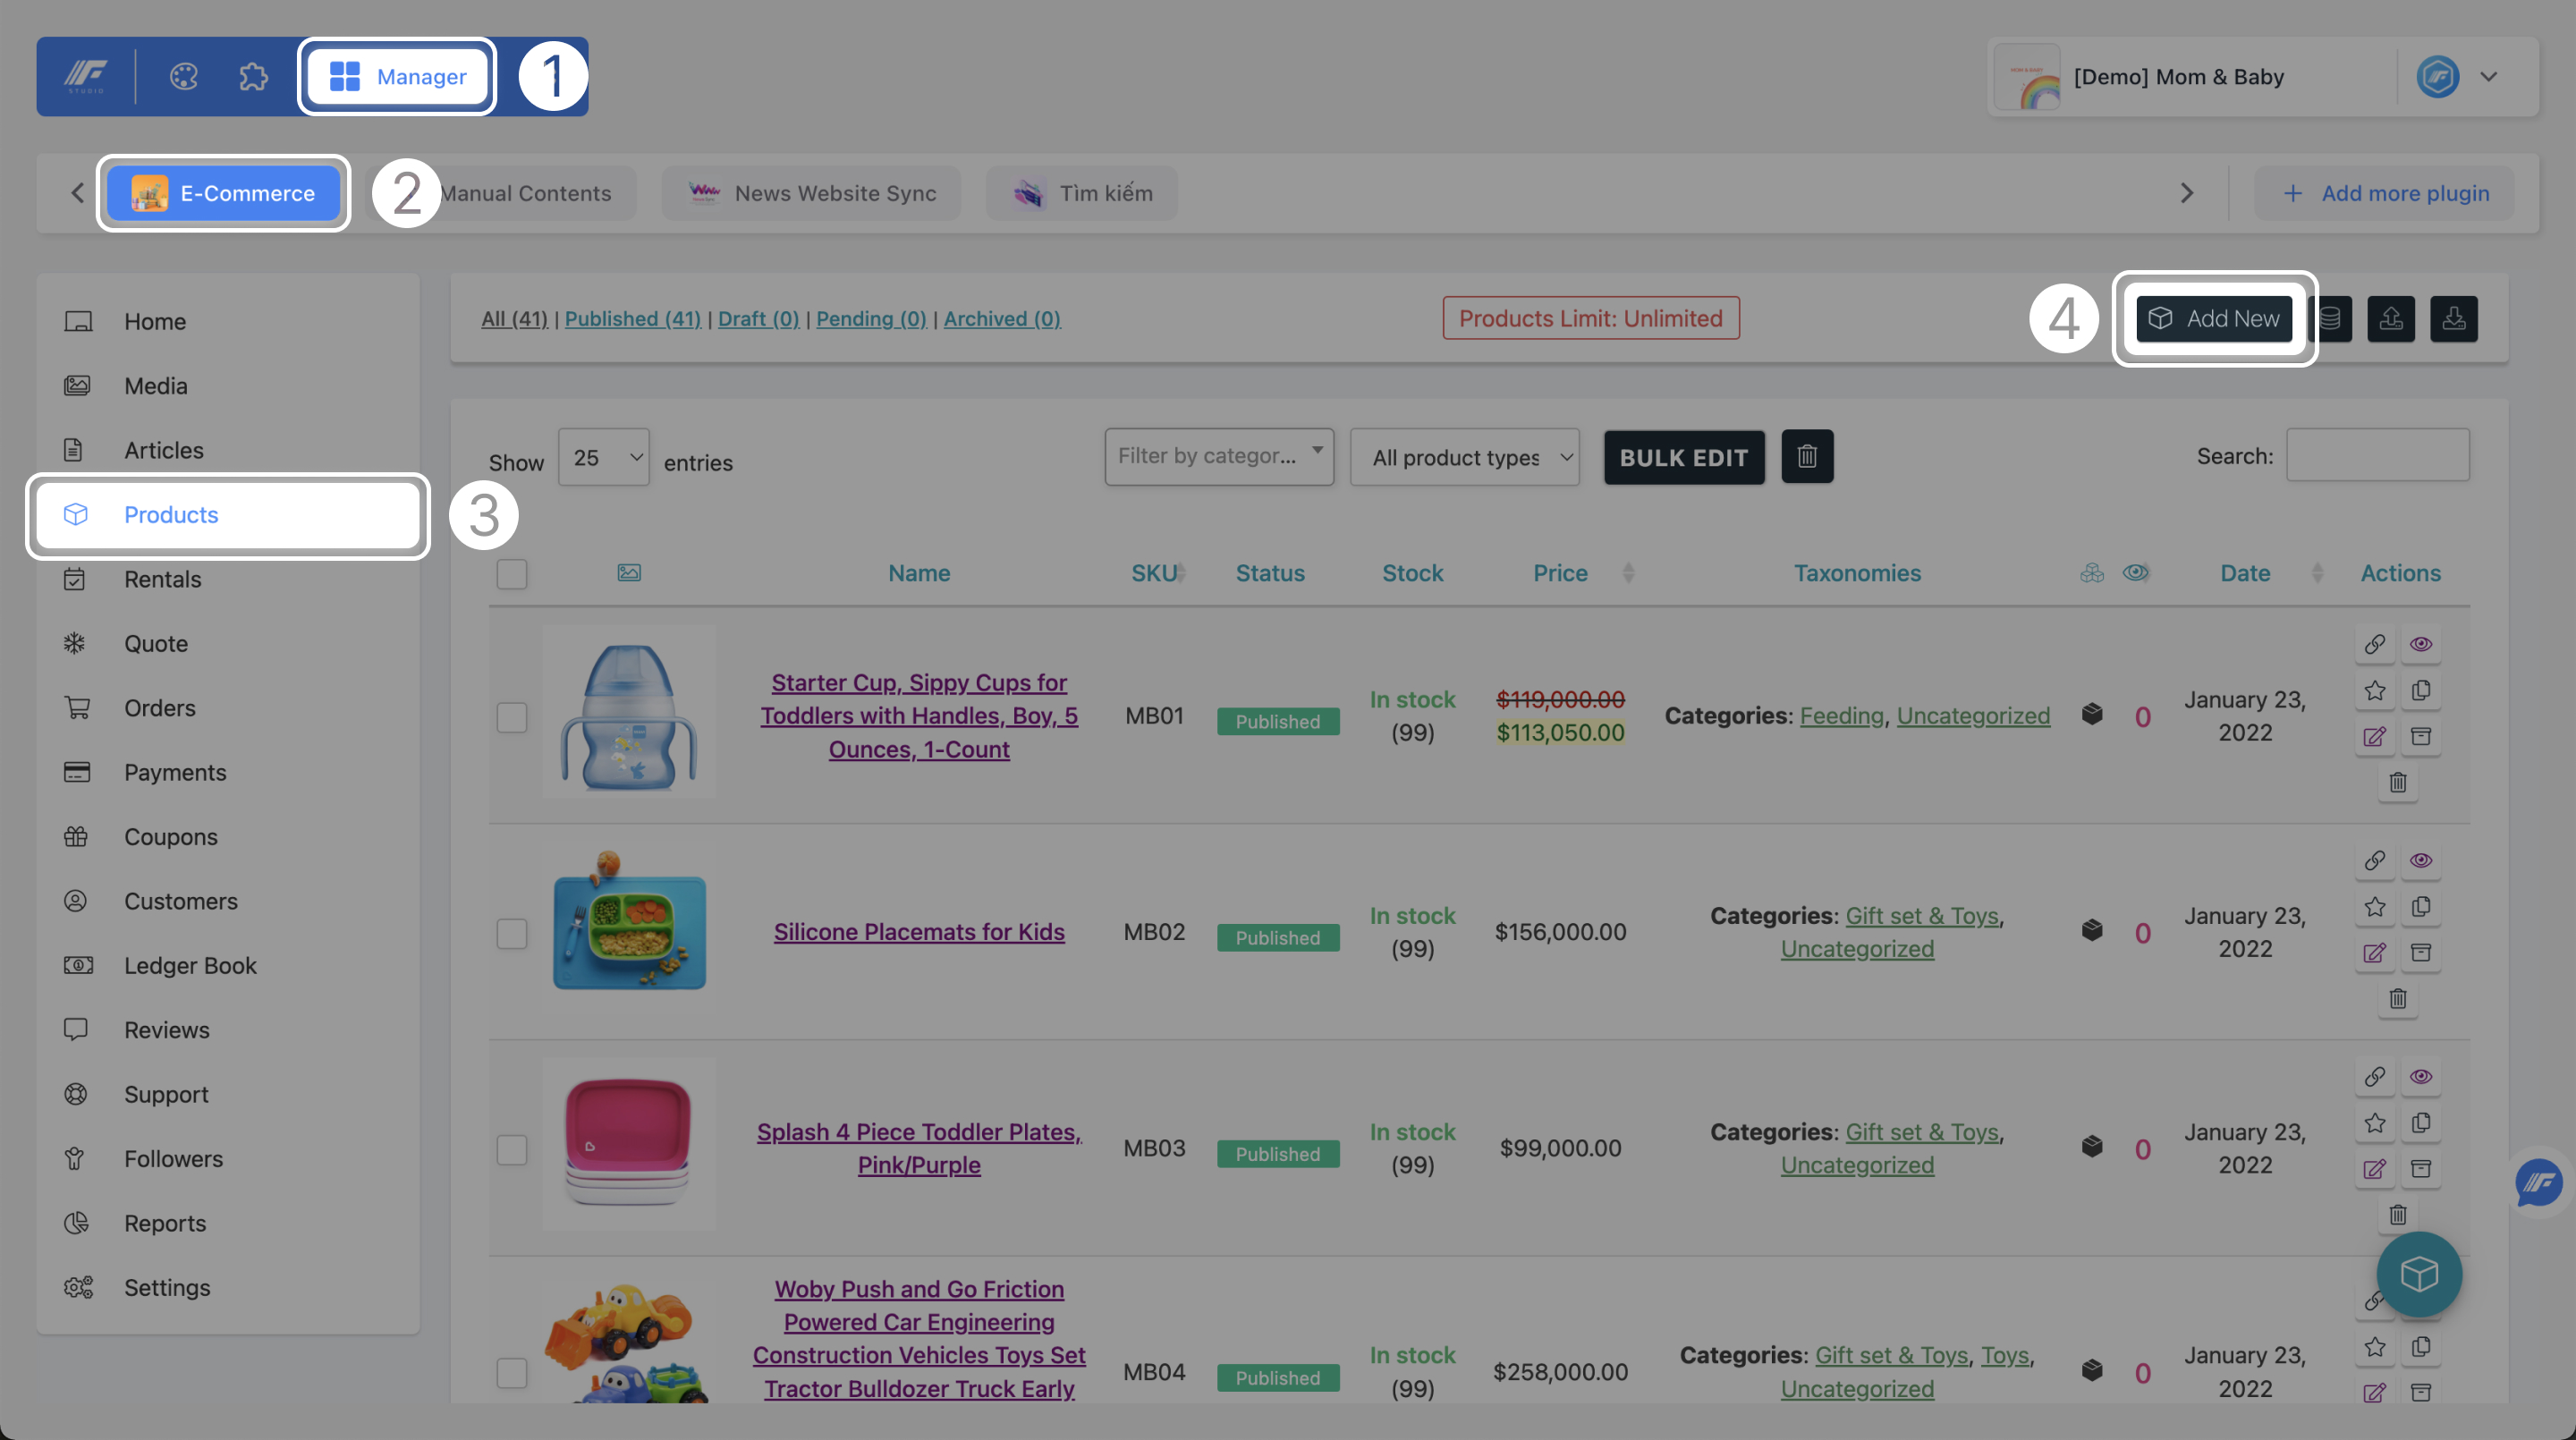 STUDIO
Manager
1
[Demo] Mom & Baby
E-Commerce
2
Manual Contents
News Website Sync
Tìm kiếm
+ Add more plugin
Home
Media
Articles
Products
3
Rentals
Quote
Orders
Payments
Coupons
Customers
Ledger Book
Reviews
Support
Followers
Reports
Settings
All (41) | Published (41) | Draft (0) | Pending (0) | Archived (0)
Products Limit: Unlimited
4
Add New
Show 25 entries
Filter by categor...
All product types
BULK EDIT
Search:
Name SKU Status Stock Price Taxonomies Date Actions
Starter Cup, Sippy Cups for
Toddlers with Handles, Boy, 5
Ounces, 1-Count
MB01
Published
In stock
(99)
$119,000.00
$113,050.00
Categories: Feeding, Uncategorized
0
January 23,
2022
Silicone Placemats for Kids
MB02
Published
In stock
(99)
$156,000.00
Categories: Gift set & Toys,
Uncategorized
0
January 23,
2022
Splash 4 Piece Toddler Plates,
Pink/Purple
MB03
Published
In stock
(99)
$99,000.00
Categories: Gift set & Toys,
Uncategorized
0
January 23,
2022
Woby Push and Go Friction
Powered Car Engineering
Construction Vehicles Toys Set
Tractor Bulldozer Truck Early
MB04
Published
In stock
(99)
$258,000.00
Categories: Gift set & Toys, Toys,
Uncategorized
0
January 23,
2022